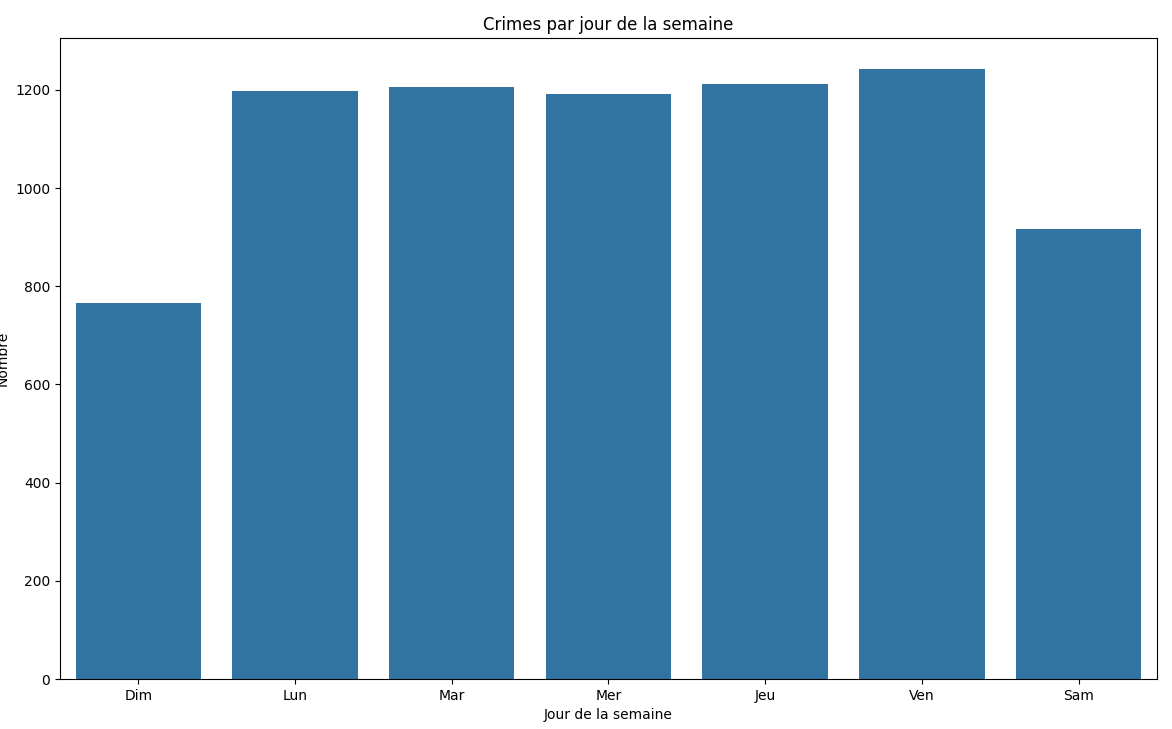 Crimes par jour de la semaine
1200
1000
800
600
400
200
0
Nombre
Dim Lun Mar Mer Jeu Ven Sam
Jour de la semaine